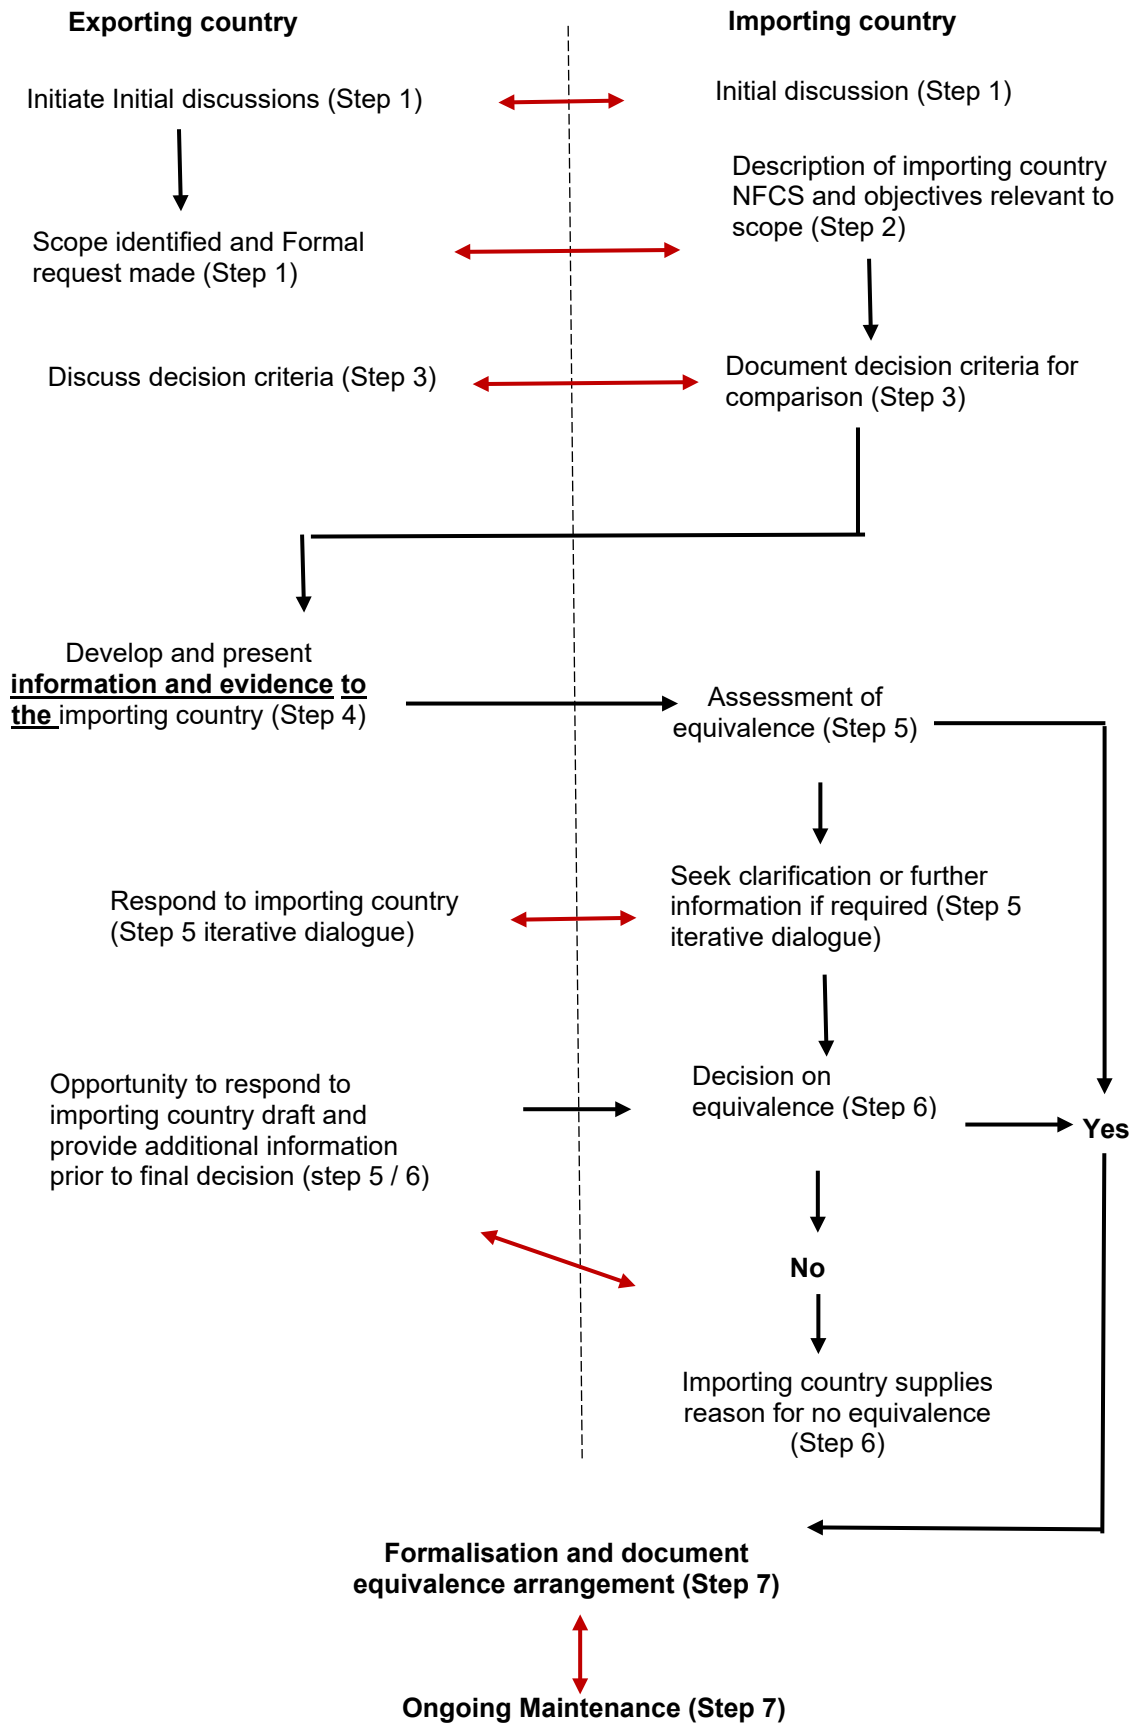 Exporting country
Importing country
Initiate Initial discussions (Step 1)
Initial discussion (Step 1)
Description of importing country
NFCS and objectives relevant to
scope (Step 2)
Scope identified and Formal
request made (Step 1)
Discuss decision criteria (Step 3)
Document decision criteria for
comparison (Step 3)
Develop and present
information and evidence to
the importing country (Step 4)
Assessment of
equivalence (Step 5)
Seek clarification or further
information if required (Step 5
iterative dialogue)
Respond to importing country
(Step 5 iterative dialogue)
Opportunity to respond to
importing country draft and
provide additional information
prior to final decision (step 5 / 6)
Decision on
equivalence (Step 6)
Yes
No
Importing country supplies
reason for no equivalence
(Step 6)
Formalisation and document
equivalence arrangement (Step 7)
Ongoing Maintenance (Step 7)